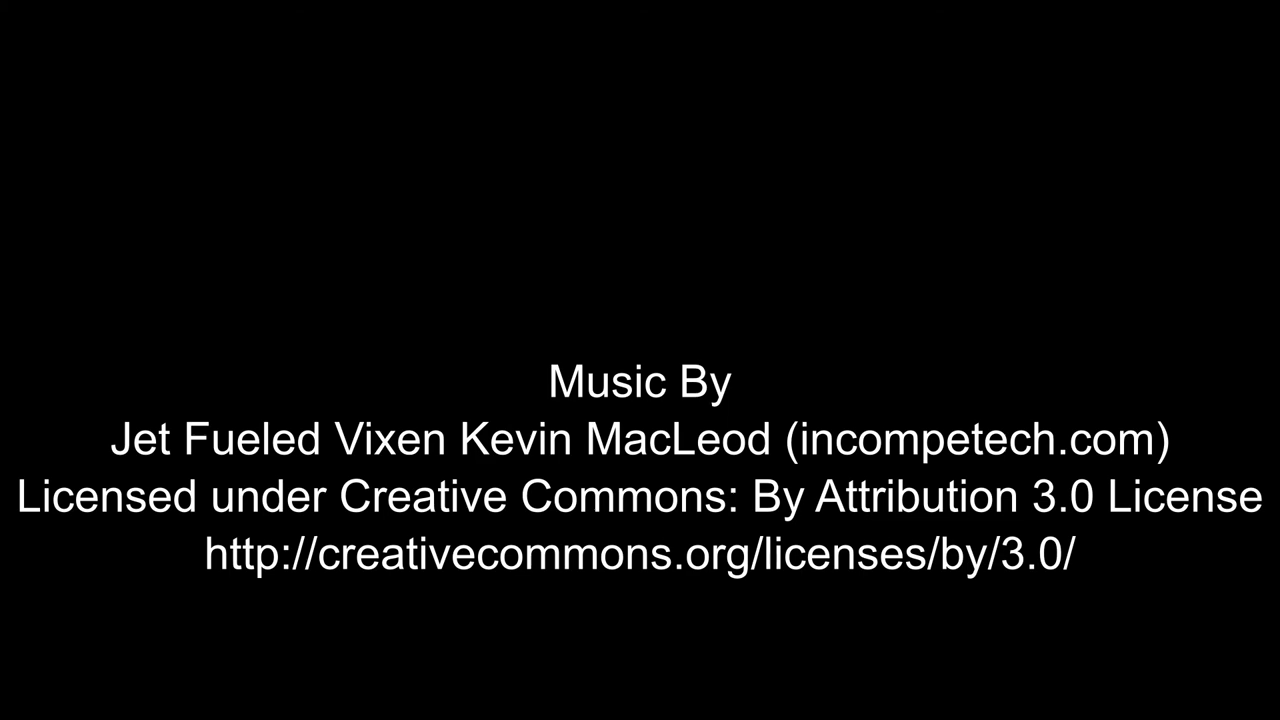 Music By
Jet Fueled Vixen Kevin MacLeod (incompetech.com)
Licensed under Creative Commons: By Attribution 3.0 License
http://creativecommons.org/licenses/by/3.0/